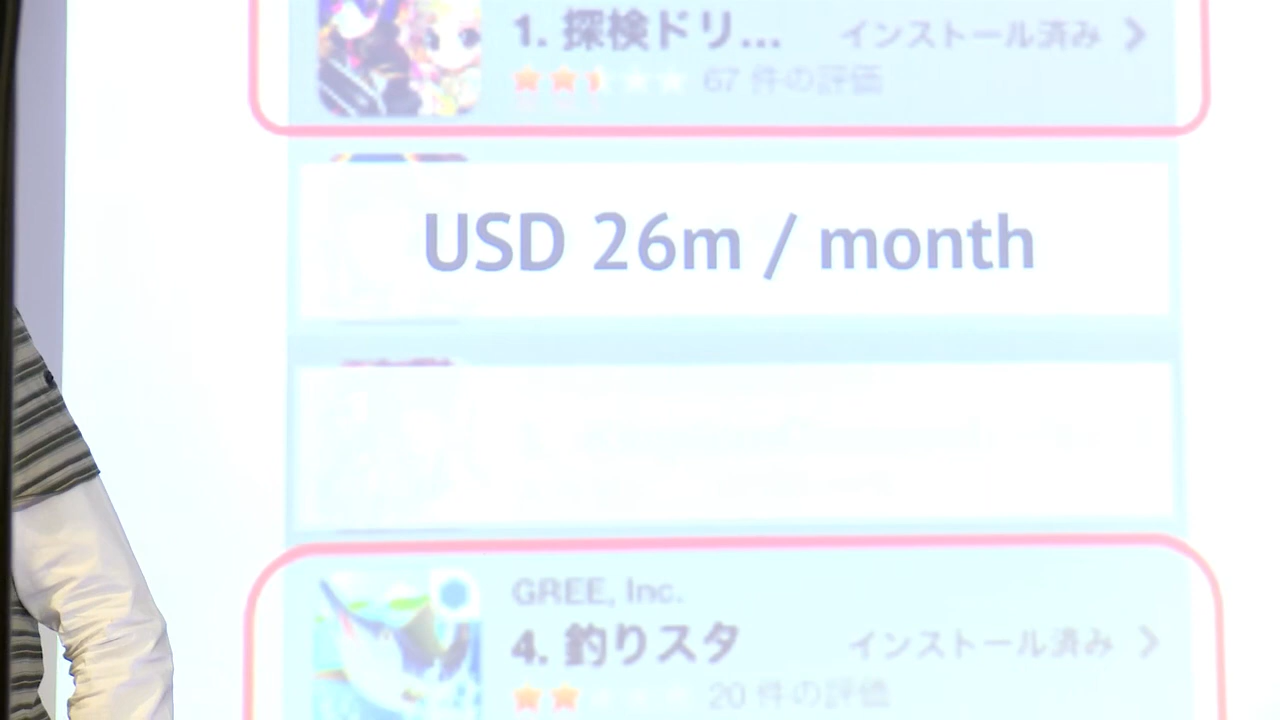 1. 探検ドリ...
インストール済み
67 件の評価
USD 26m / month
GREE, Inc.
4. 釣りスタ
インストール済み
20 件の評価